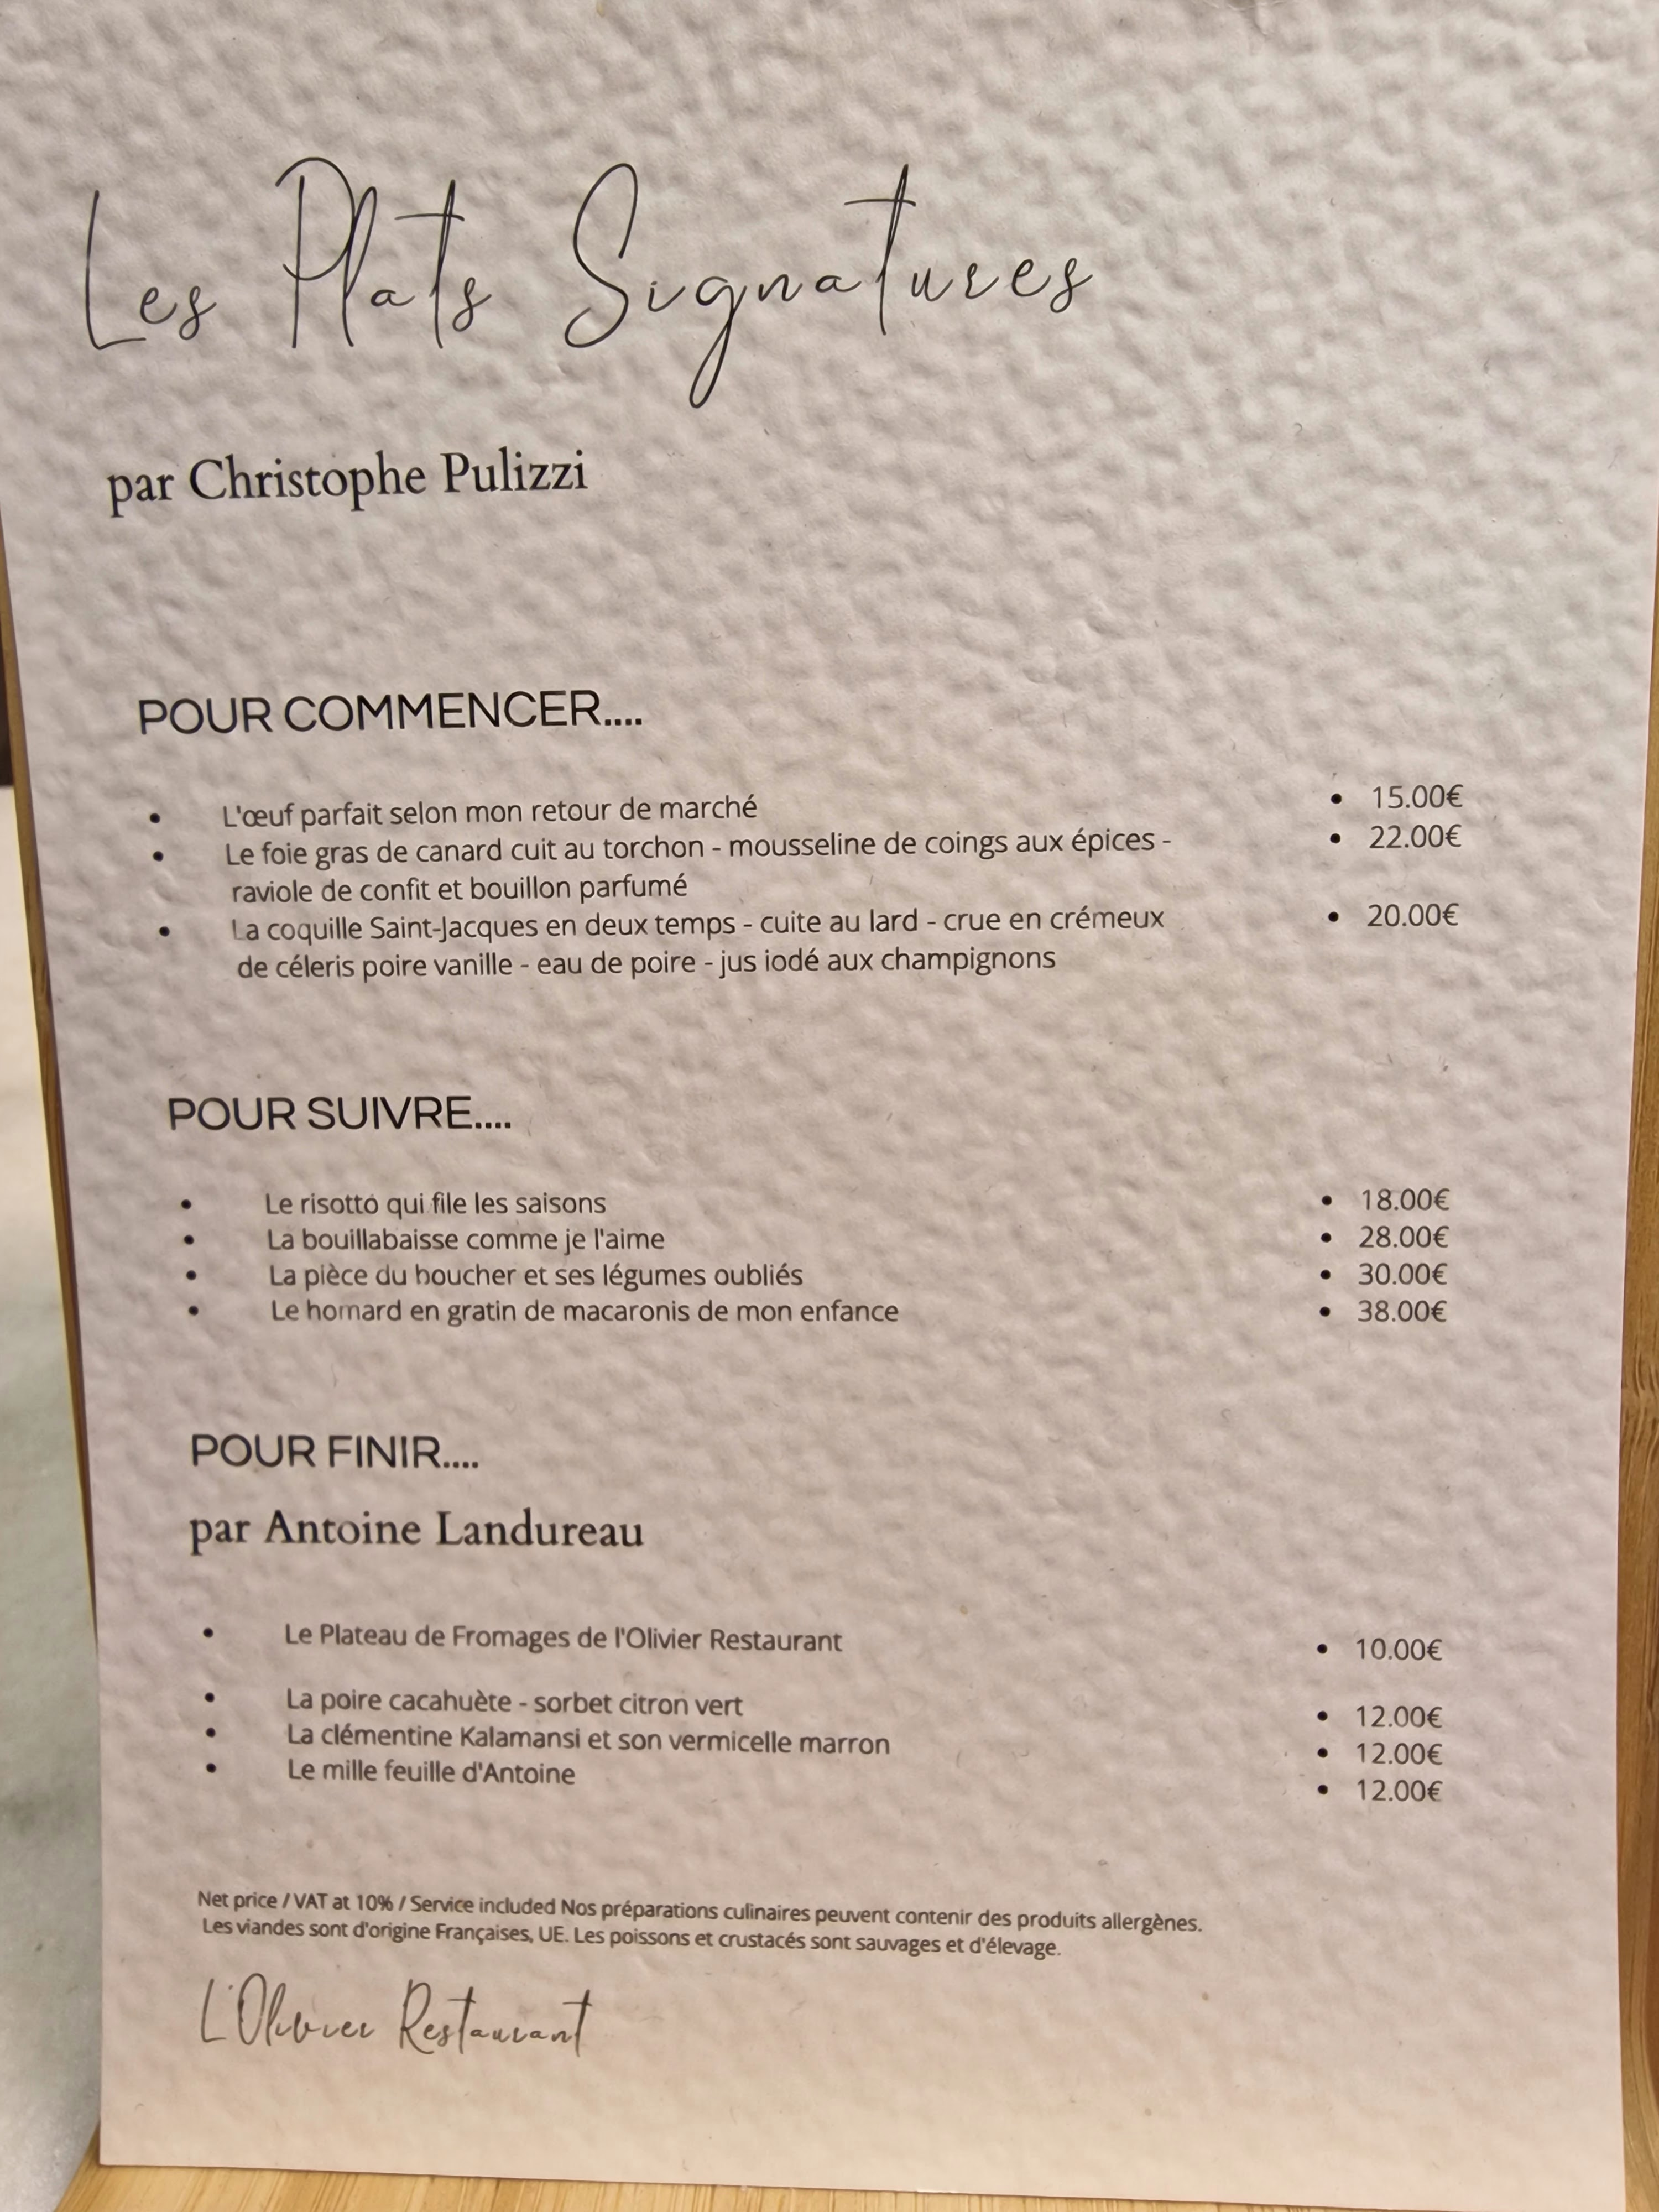 Les Plats Signatures
par Christophe Pulizzi
POUR COMMENCER....
• L'œuf parfait selon mon retour de marché • 15.00€
• Le foie gras de canard cuit au torchon - mousseline de coings aux épices - • 22.00€
raviole de confit et bouillon parfumé
• La coquille Saint-Jacques en deux temps - cuite au lard - crue en crémeux • 20.00€
de céleris poire vanille - eau de poire - jus iodé aux champignons
POUR SUIVRE....
• Le risotto qui file les saisons • 18.00€
• La bouillabaisse comme je l'aime • 28.00€
• La pièce du boucher et ses légumes oubliés • 30.00€
• Le homard en gratin de macaronis de mon enfance • 38.00€
POUR FINIR....
par Antoine Landureau
• Le Plateau de Fromages de l'Olivier Restaurant • 10.00€
• La poire cacahuète - sorbet citron vert • 12.00€
• La clémentine Kalamansi et son vermicelle marron • 12.00€
• Le mille feuille d'Antoine • 12.00€
Net price / VAT at 10% / Service included Nos préparations culinaires peuvent contenir des produits allergènes.
Les viandes sont d'origine Françaises, UE. Les poissons et crustacés sont sauvages et d'élevage.
L'Olivier Restaurant